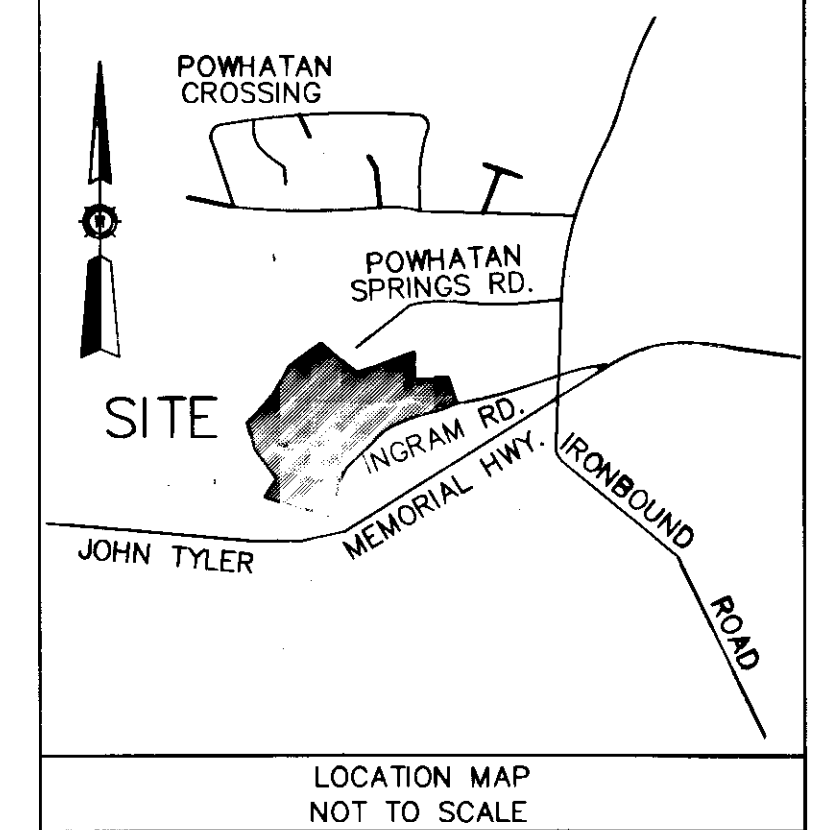 POWHATAN
CROSSING
POWHATAN
SPRINGS RD.
SITE
INGRAM RD.
MEMORIAL HWY.
IRONBOUND
JOHN TYLER
ROAD
LOCATION MAP
NOT TO SCALE